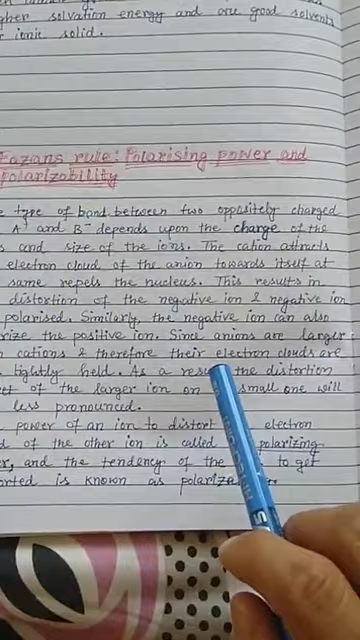 gher solvation energy and are good solvents
ionic solid.
Fazans rule: Polarising power and
Polarizability
type of bond between two oppositely charged
A⁺ and B⁻ depends upon the charge of the
s and size of the ions. The cation attracts
electron cloud of the anion towards itself at
same repels the nucleus. This results in
distortion of the negative ion & negative ion
polarised. Similarly, the negative ion can also
rize the positive ion. Since anions are larger
cations & therefore their electron clouds are
tightly held. As a resu the distortion
of the larger ion on small one will
less pronounced.
power of an ion to distort electron
d of the other ion is called polarizing
r, and the tendency of the to get
orted is known as polariza